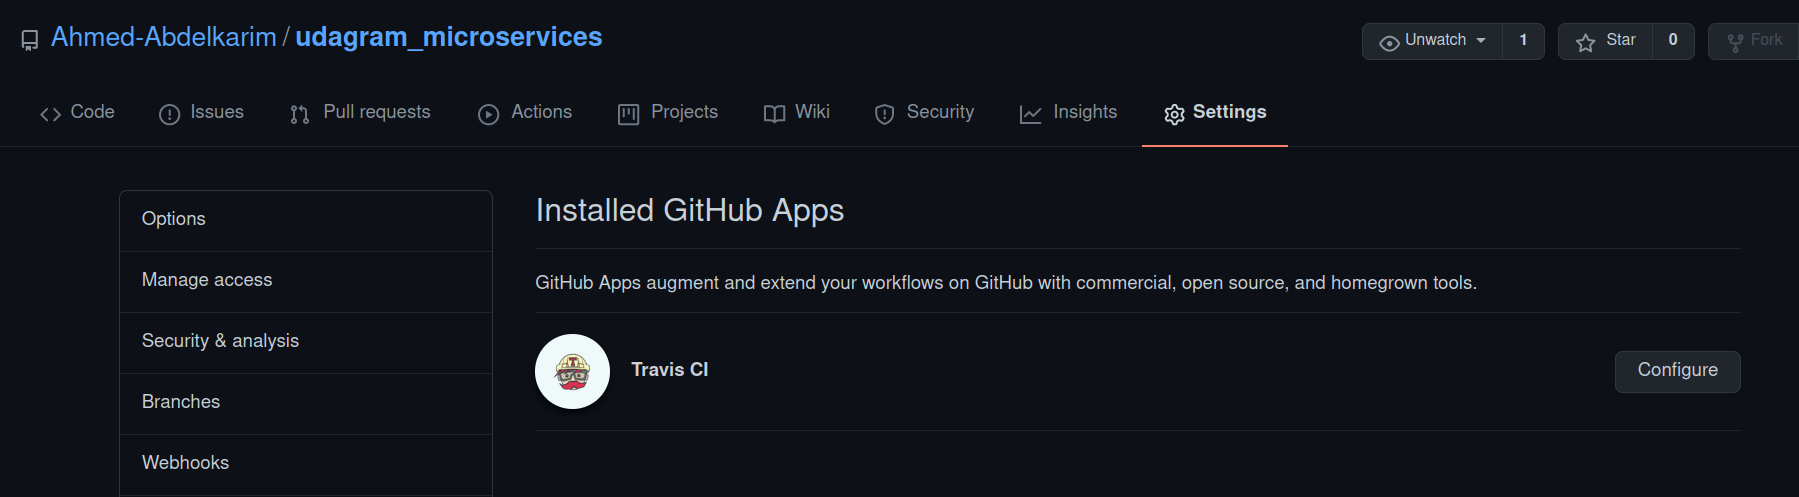 Ahmed-Abdelkarim / udagram_microservices
Unwatch 1 Star 0 Fork
Code Issues Pull requests Actions Projects Wiki Security Insights Settings
Options
Manage access
Security & analysis
Branches
Webhooks
Installed GitHub Apps
GitHub Apps augment and extend your workflows on GitHub with commercial, open source, and homegrown tools.
Travis CI
Configure